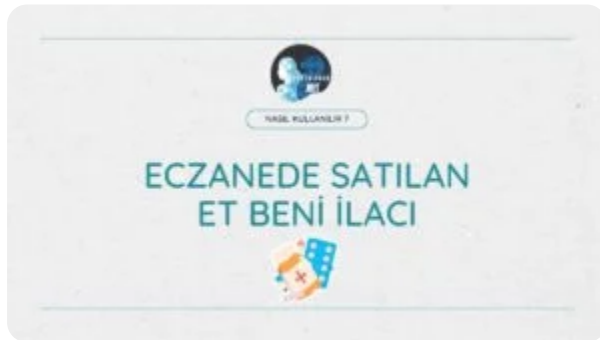 NASIL KULLANILIR ?
ECZANEDE SATILAN
ET BENİ İLACI